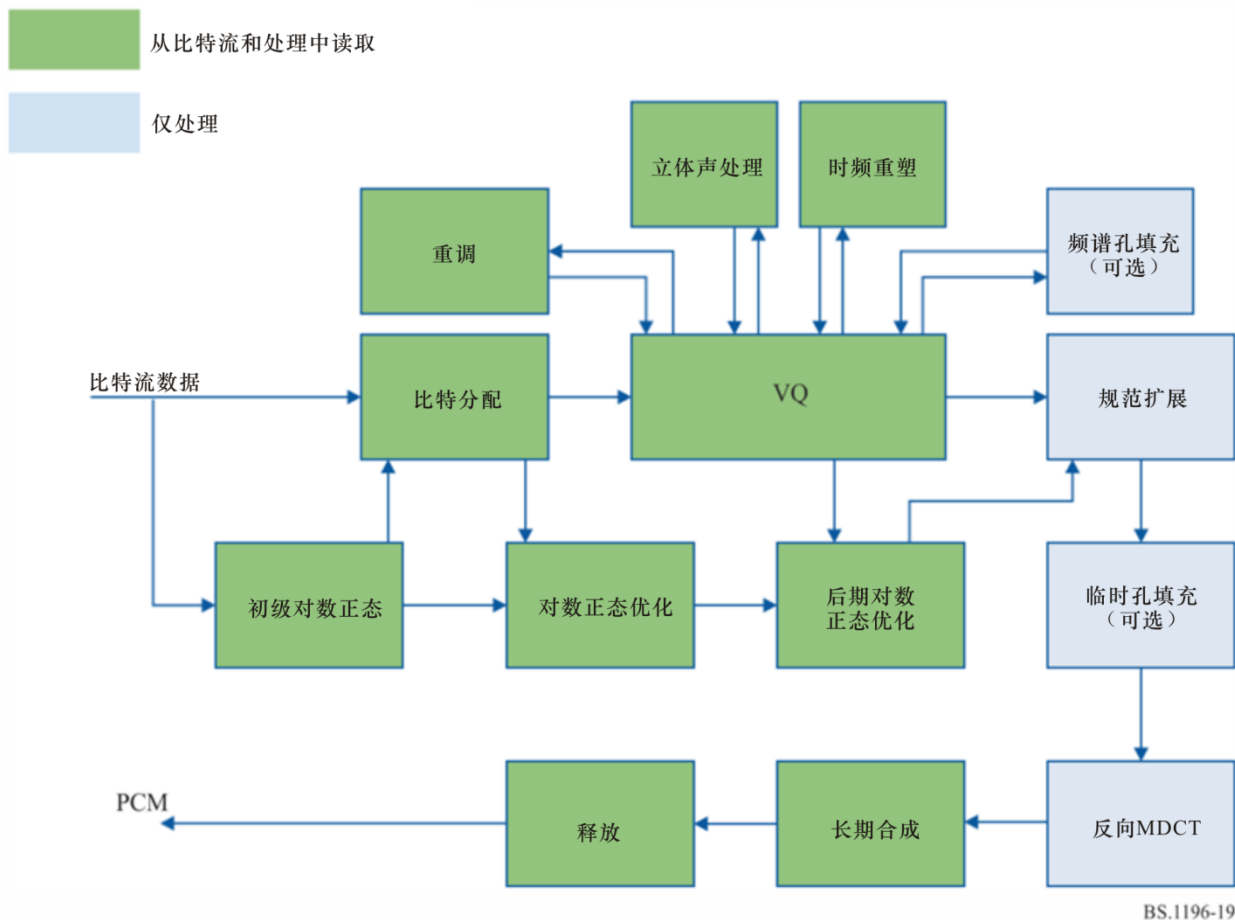 从比特流和处理中读取
仅处理
立体声处理
时频重塑
重调
频谱孔填充
（可选）
比特流数据
比特分配
VQ
规范扩展
初级对数正态
对数正态优化
后期对数
正态优化
临时孔填充
（可选）
PCM
释放
长期合成
反向MDCT
BS.1196-19